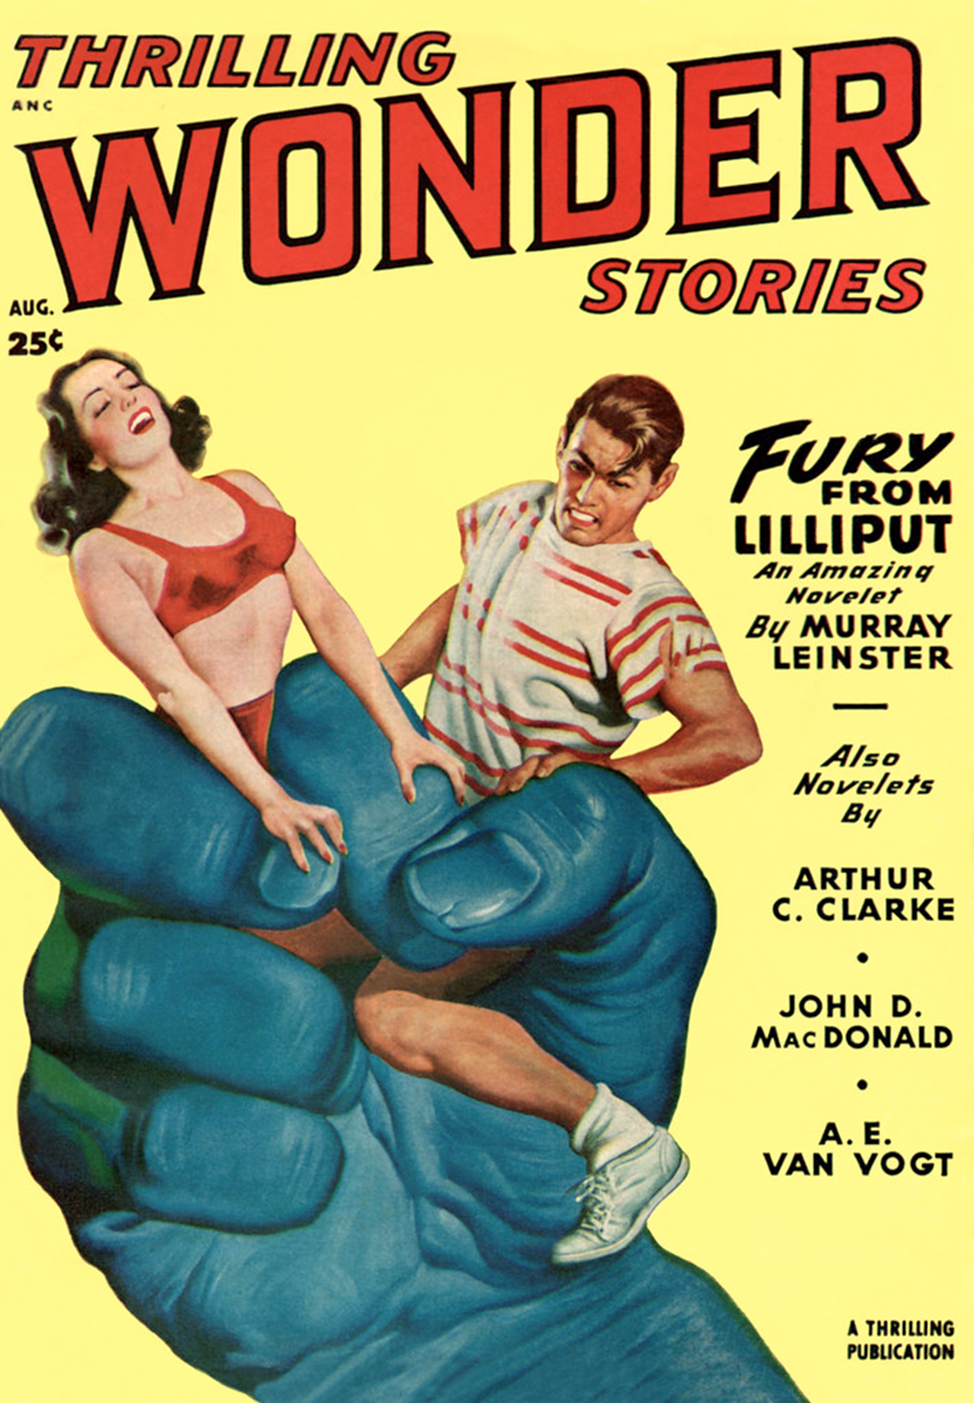 THRILLING
ANC
WONDER
STORIES
AUG.
25¢
FURY
FROM
LILLIPUT
An Amazing
Novelet
By MURRAY
LEINSTER
Also
Novelets
By
ARTHUR
C. CLARKE
•
JOHN D.
MacDONALD
•
A. E.
VAN VOGT
A THRILLING
PUBLICATION